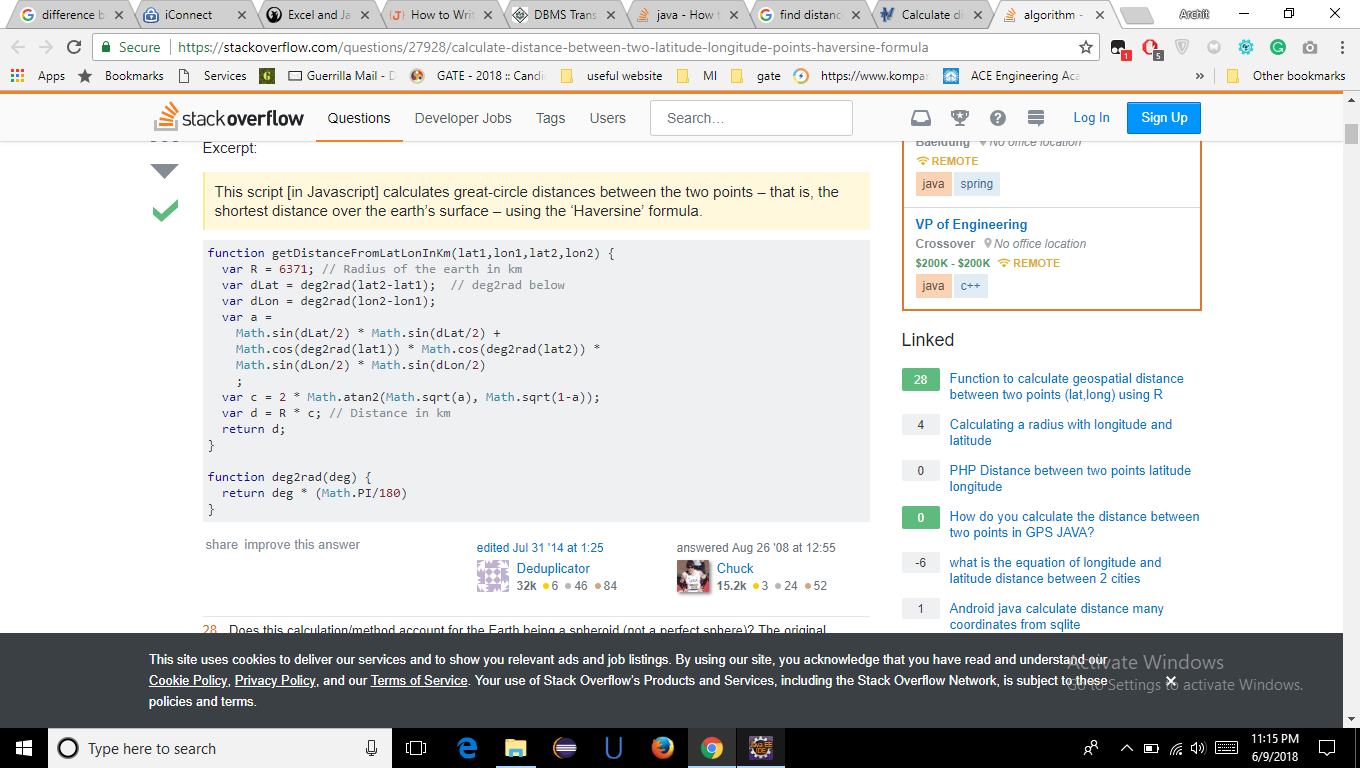 difference b
iConnect
Excel and Ja
How to Writ
DBMS Trans
java - How t
find distanc
Calculate di
algorithm -
Archit
Secure | https://stackoverflow.com/questions/27928/calculate-distance-between-two-latitude-longitude-points-haversine-formula
1
5
Apps Bookmarks Services G Guerrilla Mail - D GATE - 2018 :: Candi useful website MI gate https://www.kompar ACE Engineering Aca » Other bookmarks
stackoverflow Questions Developer Jobs Tags Users Search... Log In Sign Up
Excerpt:
This script [in Javascript] calculates great-circle distances between the two points – that is, the
shortest distance over the earth's surface – using the 'Haversine' formula.
function getDistanceFromLatLonInKm(lat1,lon1,lat2,lon2) {
var R = 6371; // Radius of the earth in km
var dLat = deg2rad(lat2-lat1);  // deg2rad below
var dLon = deg2rad(lon2-lon1);
var a =
Math.sin(dLat/2) * Math.sin(dLat/2) +
Math.cos(deg2rad(lat1)) * Math.cos(deg2rad(lat2)) *
Math.sin(dLon/2) * Math.sin(dLon/2)
;
var c = 2 * Math.atan2(Math.sqrt(a), Math.sqrt(1-a));
var d = R * c; // Distance in km
return d;
}
function deg2rad(deg) {
return deg * (Math.PI/180)
}
share improve this answer
edited Jul 31 '14 at 1:25
Deduplicator
32k 6 46 84
answered Aug 26 '08 at 12:55
Chuck
15.2k 3 24 52
28 Does this calculation/method account for the Earth being a spheroid (not a perfect sphere)? The original
Baeldung No office location
REMOTE
java spring
VP of Engineering
Crossover No office location
$200K - $200K REMOTE
java c++
Linked
28 Function to calculate geospatial distance
between two points (lat,long) using R
4 Calculating a radius with longitude and
latitude
0 PHP Distance between two points latitude
longitude
0 How do you calculate the distance between
two points in GPS JAVA?
-6 what is the equation of longitude and
latitude distance between 2 cities
1 Android java calculate distance many
coordinates from sqlite
This site uses cookies to deliver our services and to show you relevant ads and job listings. By using our site, you acknowledge that you have read and understand our
Cookie Policy, Privacy Policy, and our Terms of Service. Your use of Stack Overflow's Products and Services, including the Stack Overflow Network, is subject to these
policies and terms.
Activate Windows
Go to Settings to activate Windows.
Type here to search
11:15 PM
6/9/2018